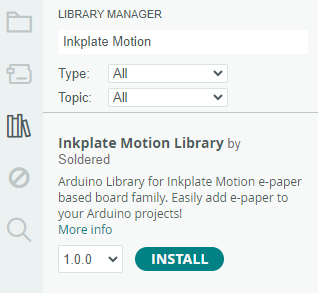 LIBRARY MANAGER
Inkplate Motion
Type: All
Topic: All
Inkplate Motion Library by
Soldered
Arduino Library for Inkplate Motion e-paper
based board family. Easily add e-paper to
your Arduino projects!
More info
1.0.0 INSTALL